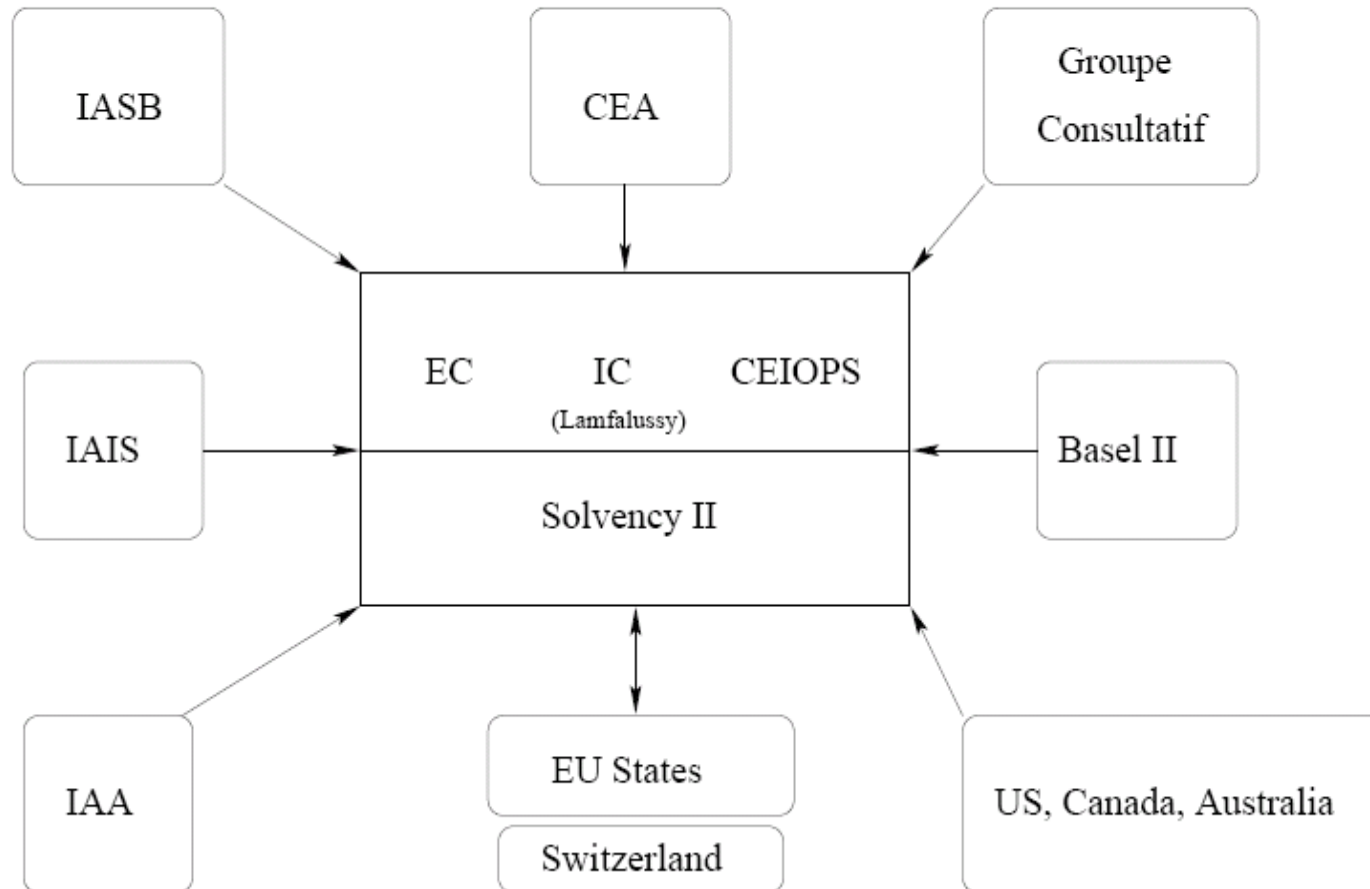 IASB
CEA
Groupe
Consultatif
EC IC CEIOPS
(Lamfalussy)
IAIS
Basel II
Solvency II
IAA
EU States
US, Canada, Australia
Switzerland